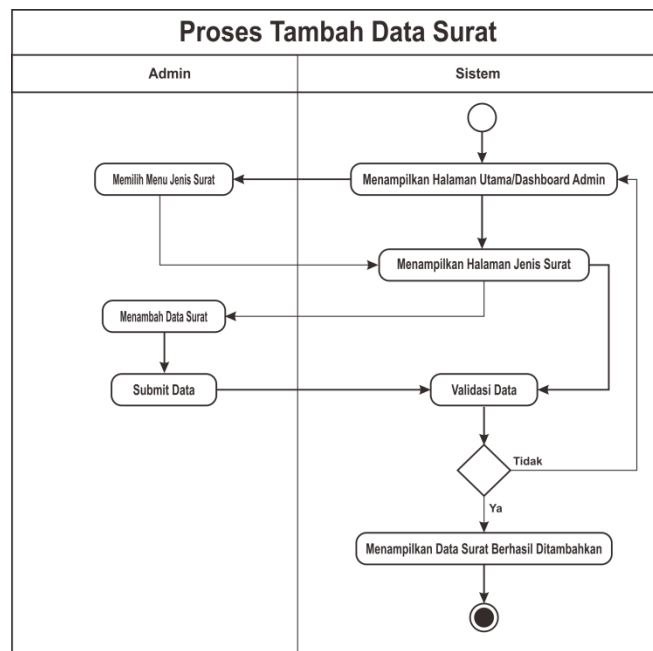 Proses Tambah Data Surat
Admin
Sistem
Memilih Menu Jenis Surat
Menampilkan Halaman Utama/Dashboard Admin
Menampilkan Halaman Jenis Surat
Menambah Data Surat
Submit Data
Validasi Data
Tidak
Ya
Menampilkan Data Surat Berhasil Ditambahkan